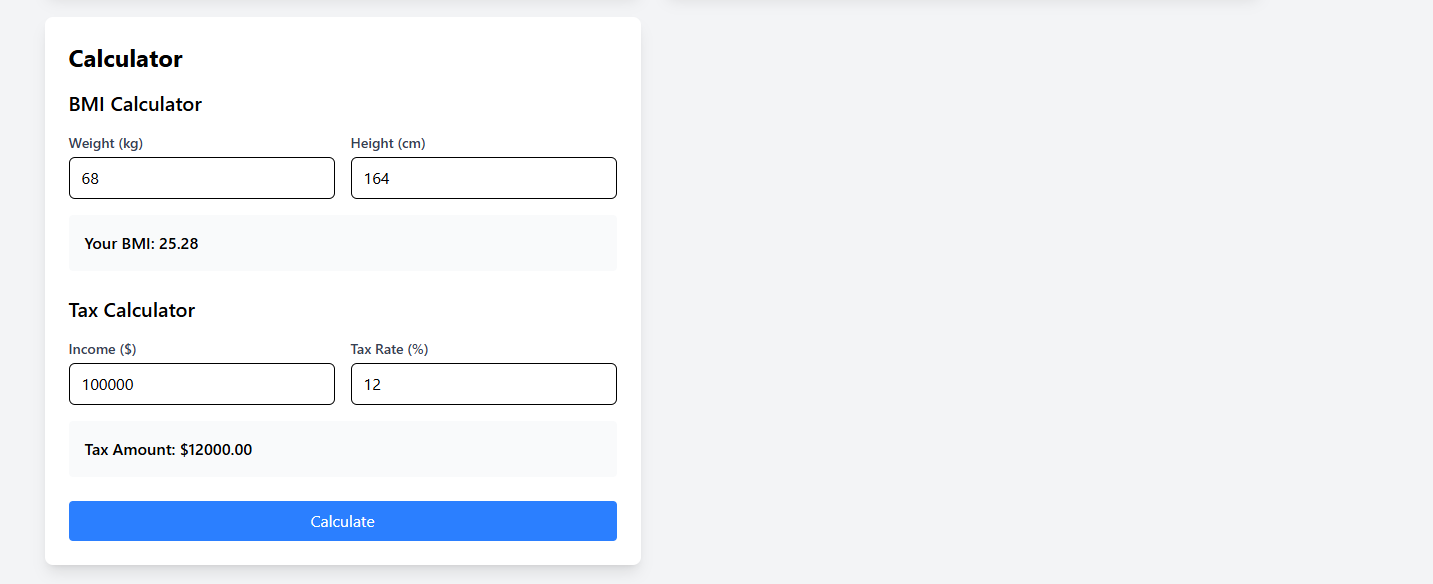 Calculator
BMI Calculator
Weight (kg) Height (cm)
68 164
Your BMI: 25.28
Tax Calculator
Income ($) Tax Rate (%)
100000 12
Tax Amount: $12000.00
Calculate